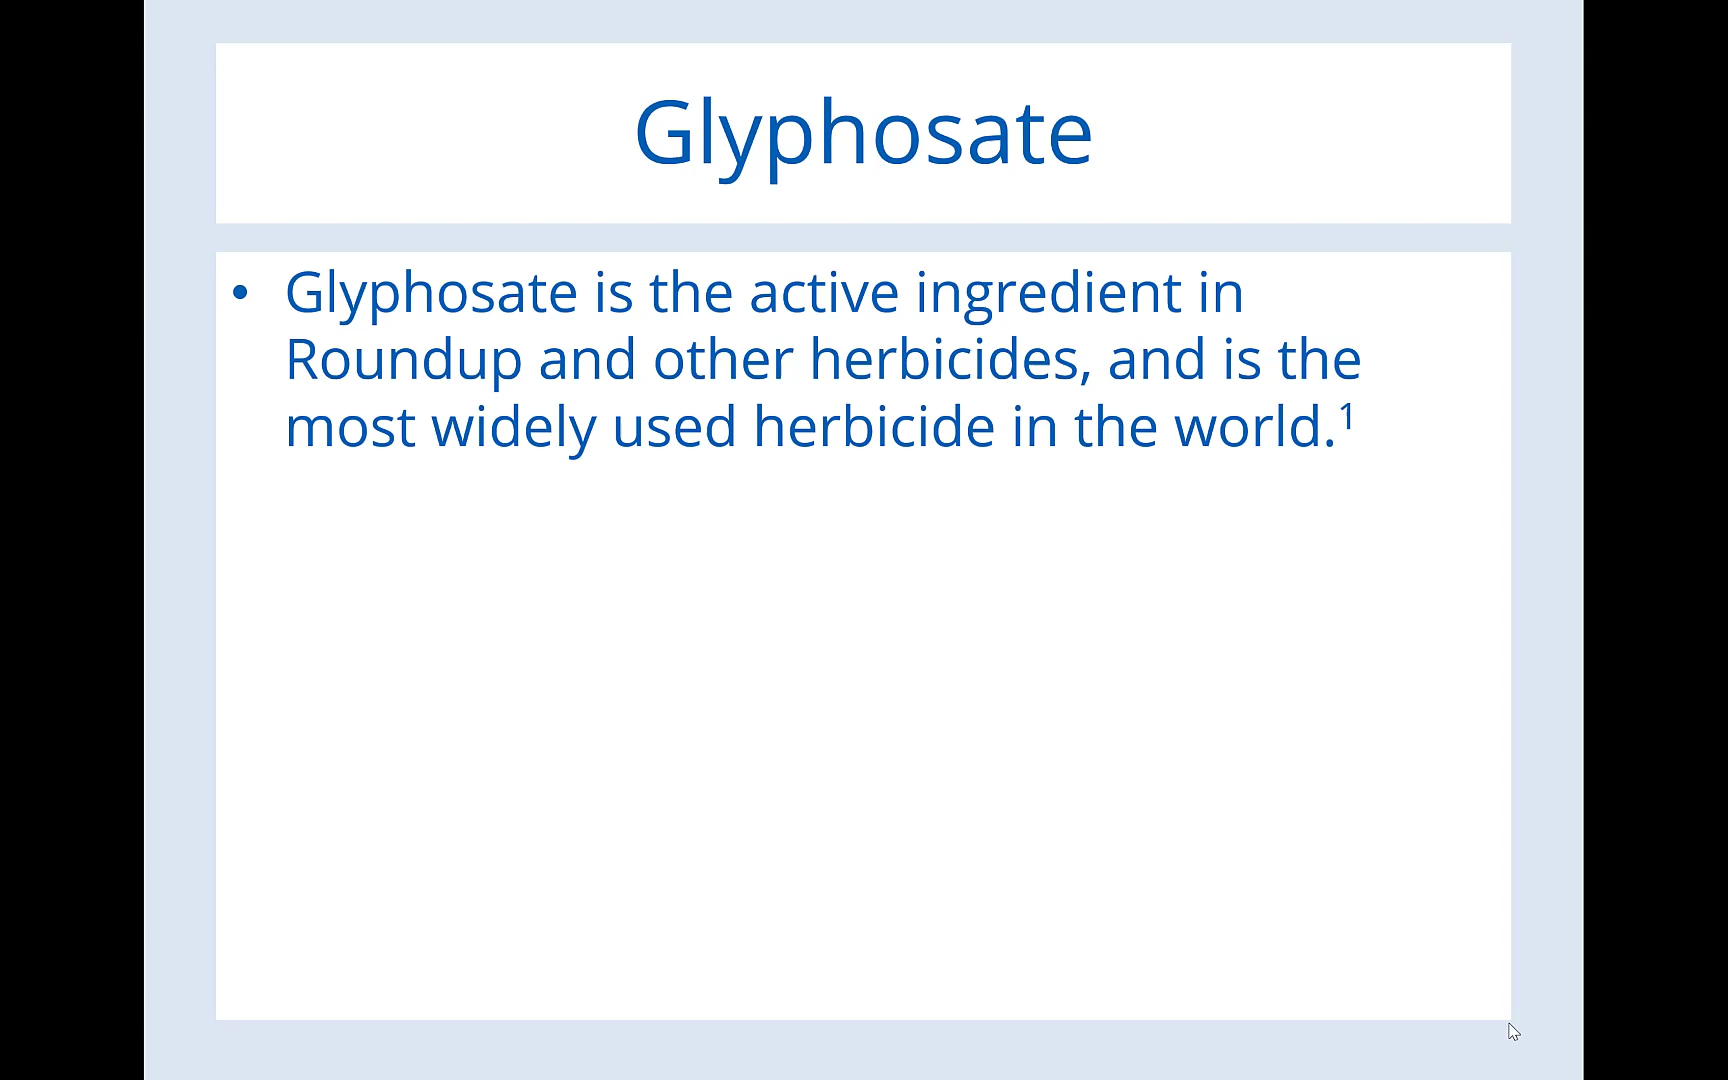 Glyphosate
• Glyphosate is the active ingredient in
Roundup and other herbicides, and is the
most widely used herbicide in the world.¹